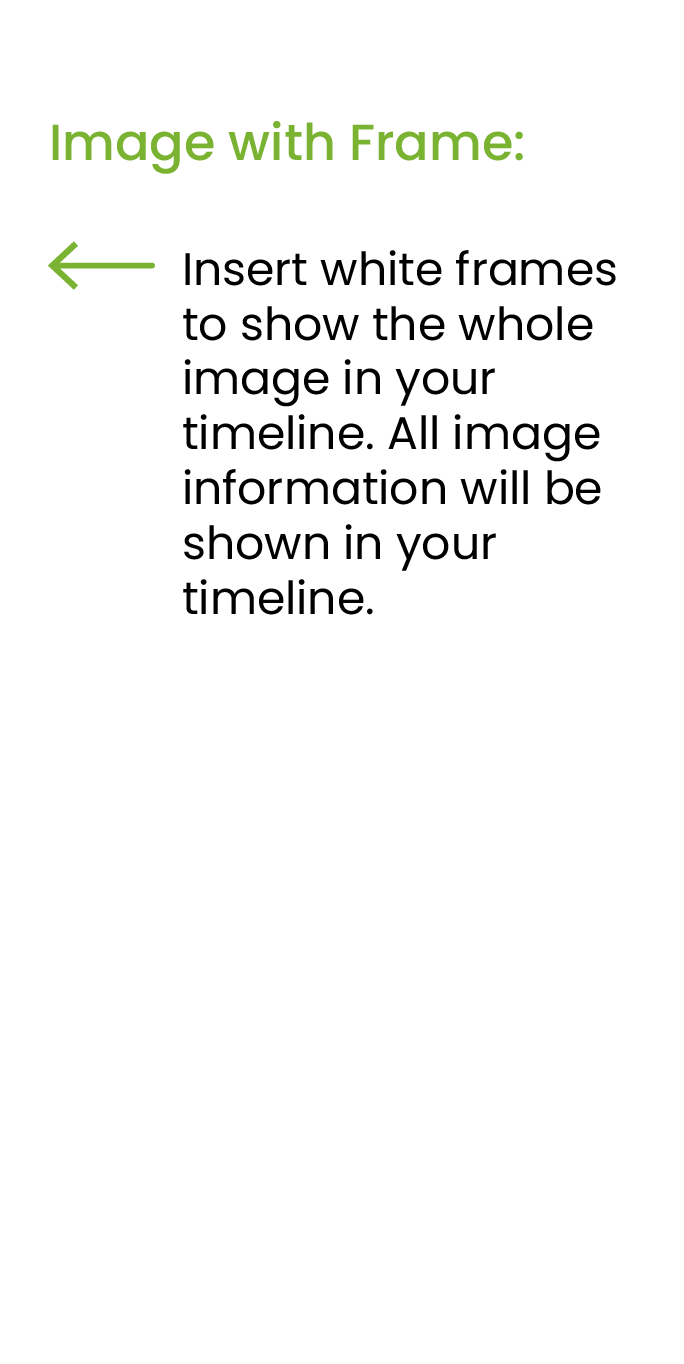 Image with Frame:
Insert white frames
to show the whole
image in your
timeline. All image
information will be
shown in your
timeline.